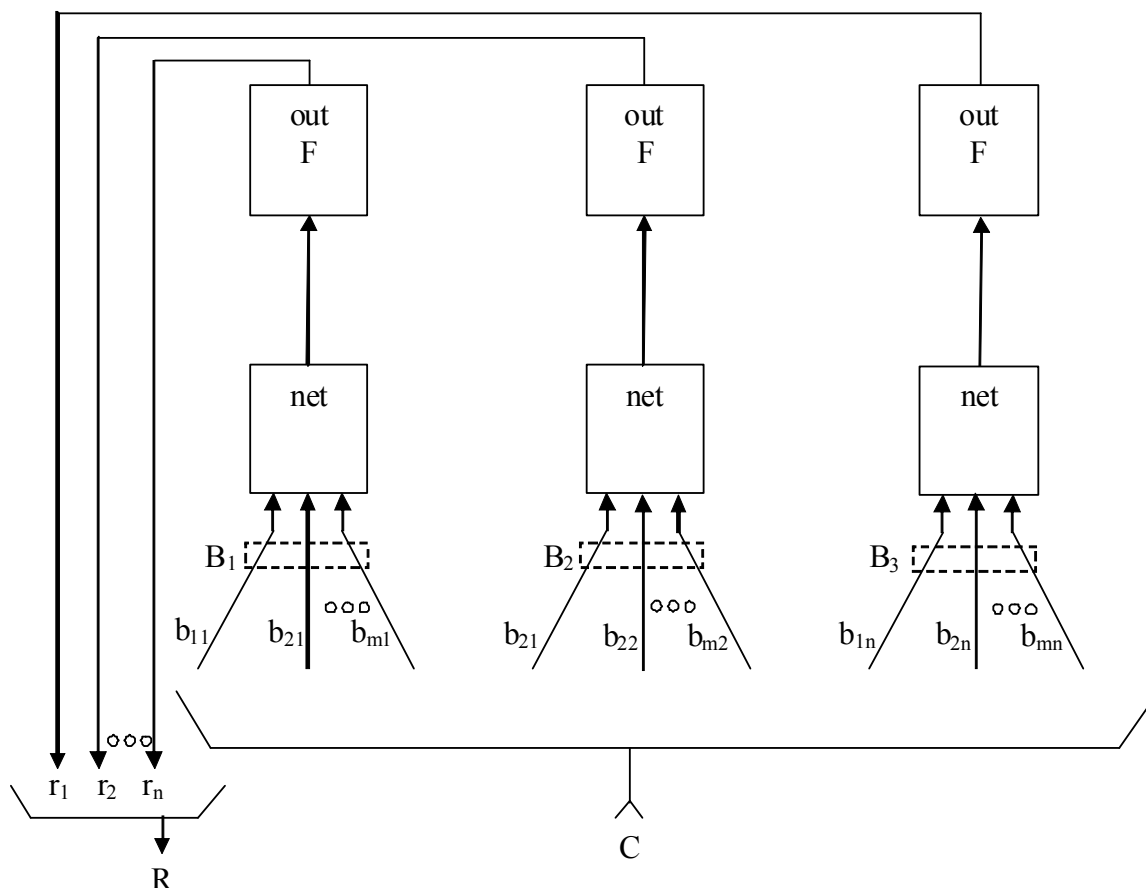 out out out
F F F
net net net
B1 B2 B3
b11 b21 bm1 b21 b22 bm2 b1n b2n bmn
r1 r2 rn
C
R